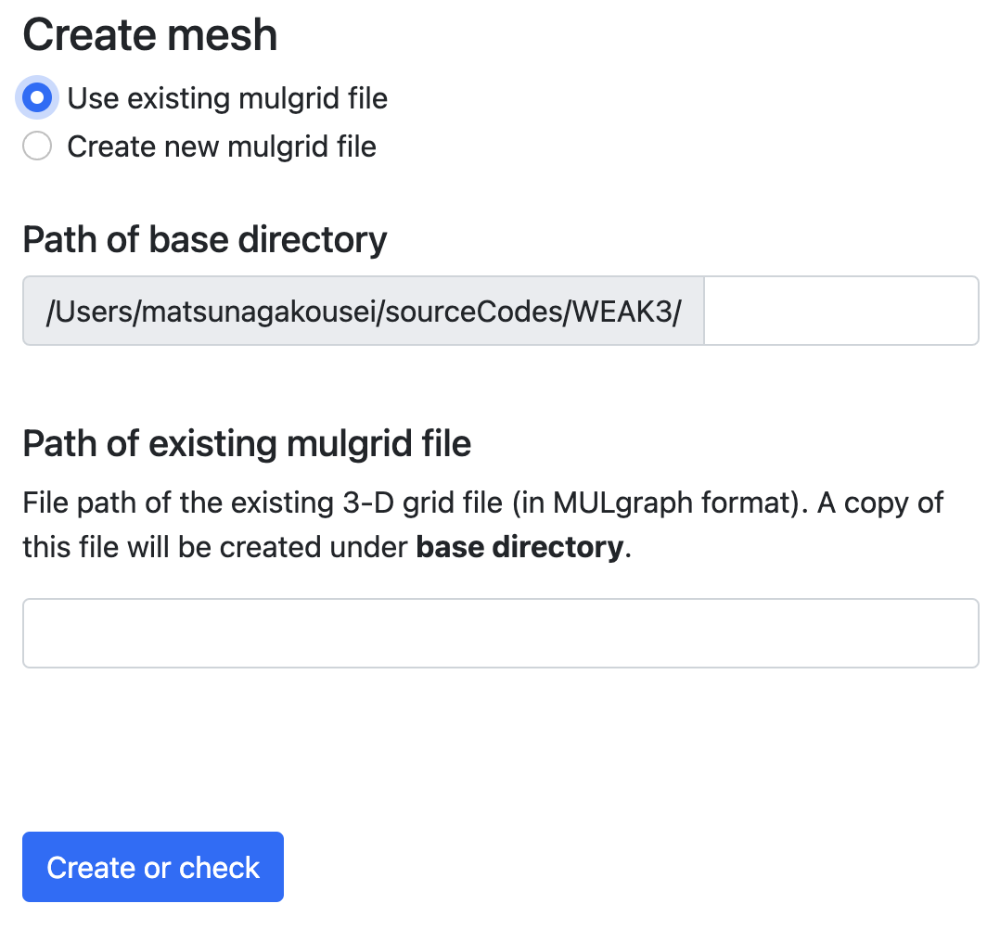 Create mesh
Use existing mulgrid file
Create new mulgrid file
Path of base directory
/Users/matsunagakousei/sourceCodes/WEAK3/
Path of existing mulgrid file
File path of the existing 3-D grid file (in MULgraph format). A copy of
this file will be created under base directory.
Create or check